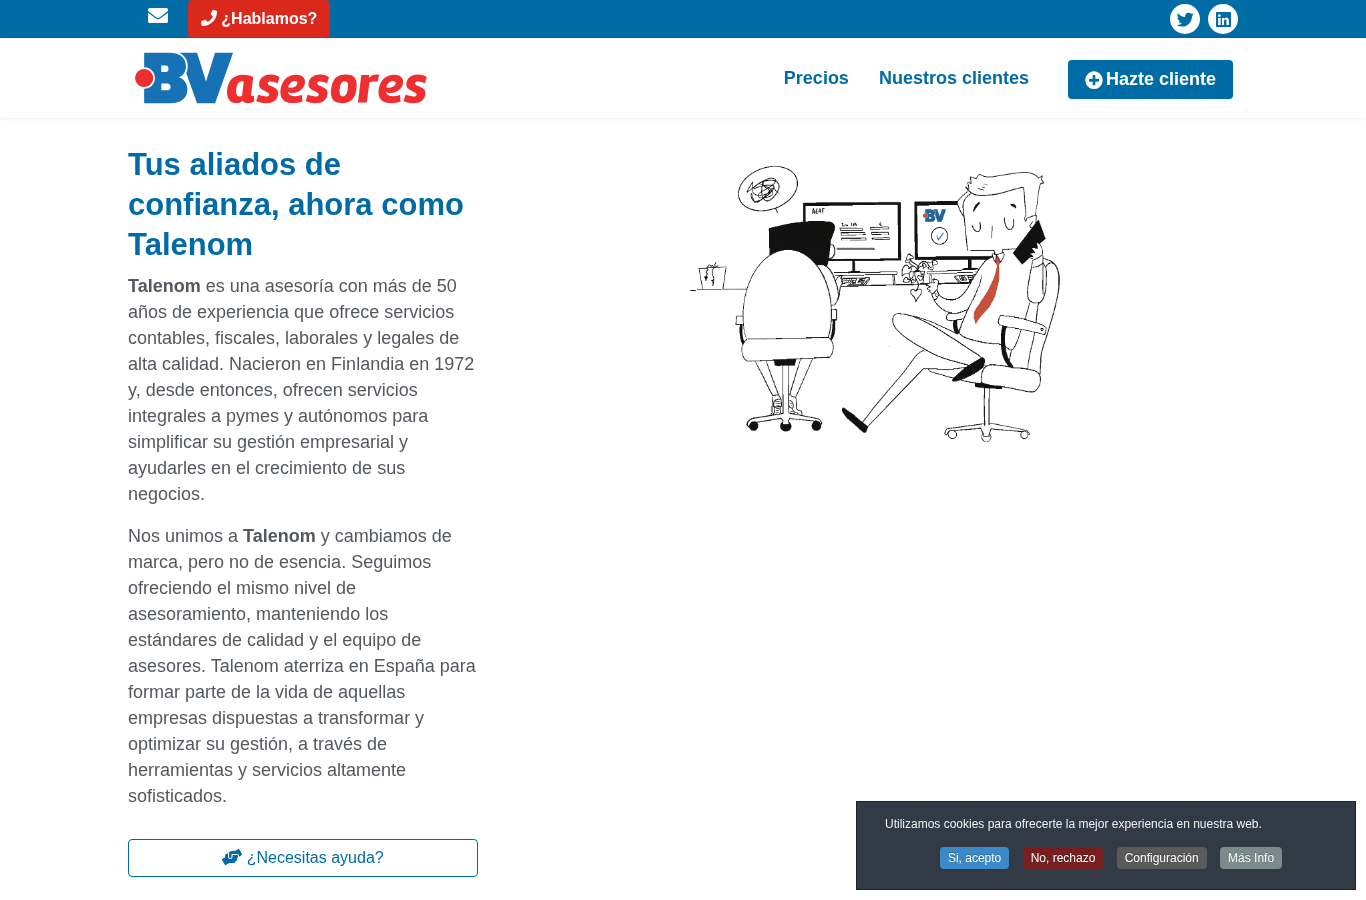 ¿Hablamos?
BVasesores
Precios
Nuestros clientes
Hazte cliente
Tus aliados de
confianza, ahora como
Talenom
Talenom es una asesoría con más de 50
años de experiencia que ofrece servicios
contables, fiscales, laborales y legales de
alta calidad. Nacieron en Finlandia en 1972
y, desde entonces, ofrecen servicios
integrales a pymes y autónomos para
simplificar su gestión empresarial y
ayudarles en el crecimiento de sus
negocios.
Nos unimos a Talenom y cambiamos de
marca, pero no de esencia. Seguimos
ofreciendo el mismo nivel de
asesoramiento, manteniendo los
estándares de calidad y el equipo de
asesores. Talenom aterriza en España para
formar parte de la vida de aquellas
empresas dispuestas a transformar y
optimizar su gestión, a través de
herramientas y servicios altamente
sofisticados.
¿Necesitas ayuda?
AEAT
BV
Utilizamos cookies para ofrecerte la mejor experiencia en nuestra web.
Si, acepto
No, rechazo
Configuración
Más Info